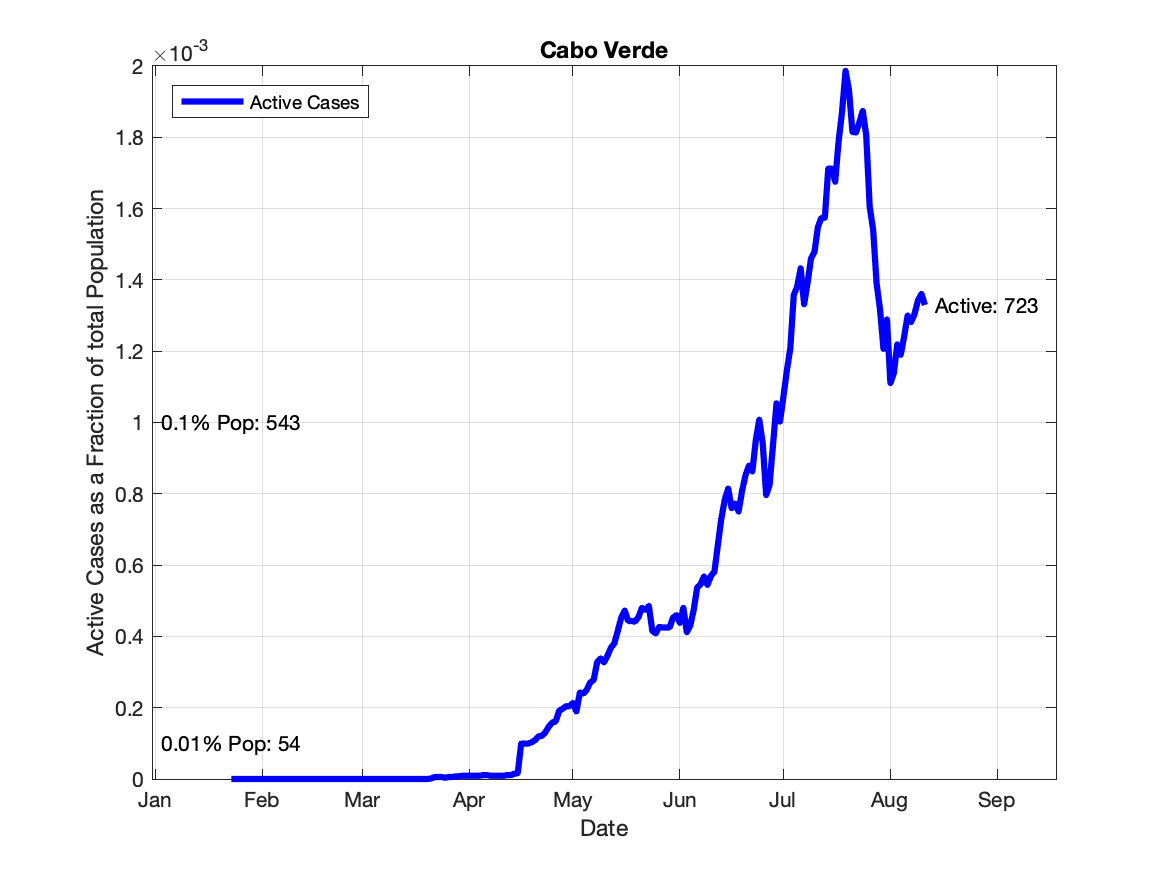 Cabo Verde
×10-3
Active Cases
2
1.8
1.6
1.4
1.2
1
0.8
0.6
0.4
0.2
0
Active Cases as a Fraction of total Population
0.1% Pop: 543
0.01% Pop: 54
Active: 723
Jan Feb Mar Apr May Jun Jul Aug Sep
Date